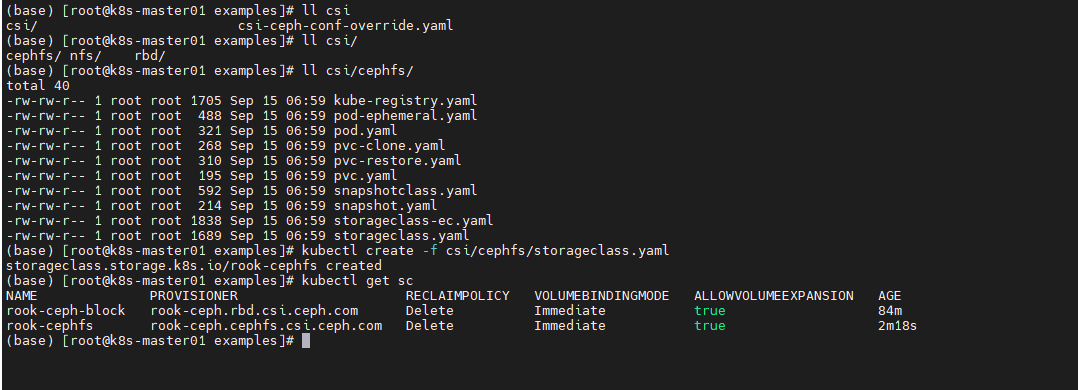 (base) [root@k8s-master01 examples]# ll csi
csi/                         csi-ceph-conf-override.yaml
(base) [root@k8s-master01 examples]# ll csi/
cephfs/ nfs/    rbd/
(base) [root@k8s-master01 examples]# ll csi/cephfs/
total 40
-rw-rw-r-- 1 root root 1705 Sep 15 06:59 kube-registry.yaml
-rw-rw-r-- 1 root root  488 Sep 15 06:59 pod-ephemeral.yaml
-rw-rw-r-- 1 root root  321 Sep 15 06:59 pod.yaml
-rw-rw-r-- 1 root root  268 Sep 15 06:59 pvc-clone.yaml
-rw-rw-r-- 1 root root  310 Sep 15 06:59 pvc-restore.yaml
-rw-rw-r-- 1 root root  195 Sep 15 06:59 pvc.yaml
-rw-rw-r-- 1 root root  592 Sep 15 06:59 snapshotclass.yaml
-rw-rw-r-- 1 root root  214 Sep 15 06:59 snapshot.yaml
-rw-rw-r-- 1 root root 1838 Sep 15 06:59 storageclass-ec.yaml
-rw-rw-r-- 1 root root 1689 Sep 15 06:59 storageclass.yaml
(base) [root@k8s-master01 examples]# kubectl create -f csi/cephfs/storageclass.yaml
storageclass.storage.k8s.io/rook-cephfs created
(base) [root@k8s-master01 examples]# kubectl get sc
NAME              PROVISIONER                     RECLAIMPOLICY   VOLUMEBINDINGMODE   ALLOWVOLUMEEXPANSION   AGE
rook-ceph-block   rook-ceph.rbd.csi.ceph.com      Delete          Immediate           true                   84m
rook-cephfs       rook-ceph.cephfs.csi.ceph.com   Delete          Immediate           true                   2m18s
(base) [root@k8s-master01 examples]#